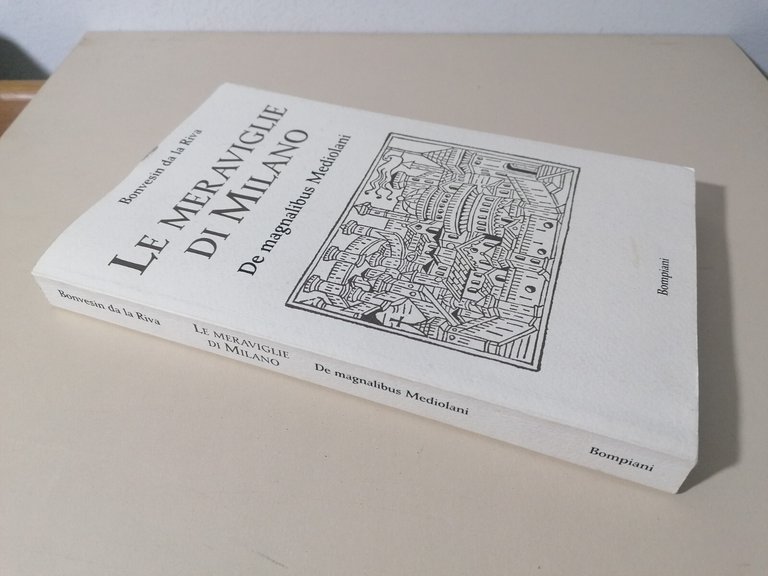 Bonvesin da la Riva
LE MERAVIGLIE
DI MILANO
De magnalibus Mediolani
Bompiani
Bonvesin da la Riva
LE MERAVIGLIE
DI MILANO
De magnalibus Mediolani
Bompiani